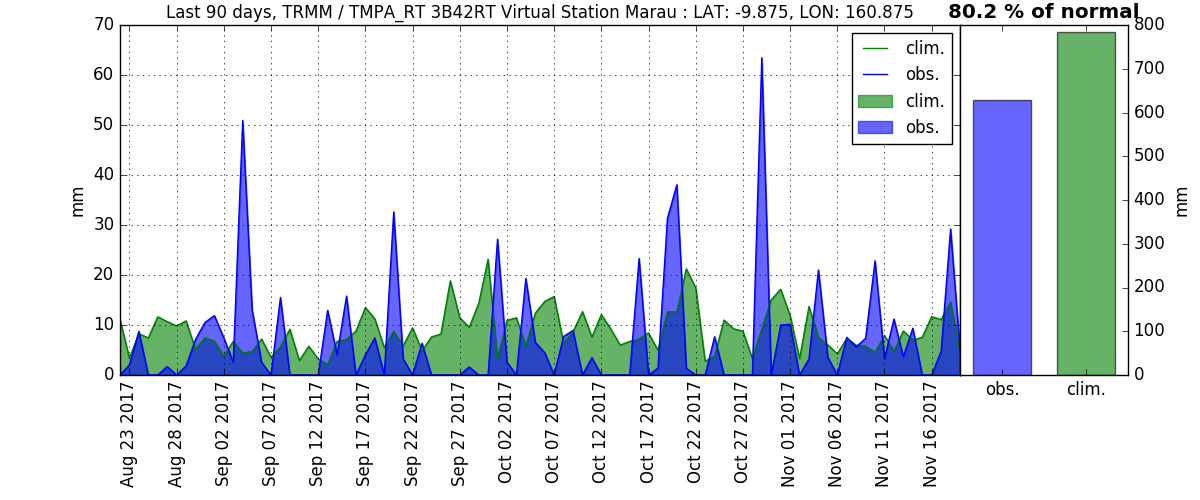 Last 90 days, TRMM / TMPA_RT 3B42RT Virtual Station Marau : LAT: -9.875, LON: 160.875
80.2 % of normal
70
60
50
40
30
20
10
0
mm
clim.
obs.
clim.
obs.
800
700
600
500
400
300
200
100
0
mm
obs.
clim.
Aug 23 2017
Aug 28 2017
Sep 02 2017
Sep 07 2017
Sep 12 2017
Sep 17 2017
Sep 22 2017
Sep 27 2017
Oct 02 2017
Oct 07 2017
Oct 12 2017
Oct 17 2017
Oct 22 2017
Oct 27 2017
Nov 01 2017
Nov 06 2017
Nov 11 2017
Nov 16 2017